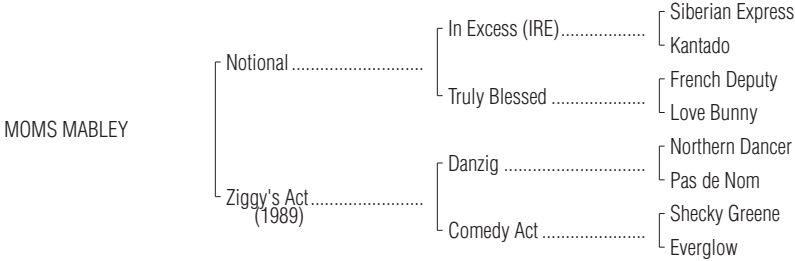 Siberian Express
In Excess (IRE)....................
Kantado
Notional .............................
French Deputy
Truly Blessed .....................
Love Bunny
MOMS MABLEY
Northern Dancer
Danzig ................................
Pas de Nom
Ziggy's Act.........................
(1989)
Shecky Greene
Comedy Act .......................
Everglow